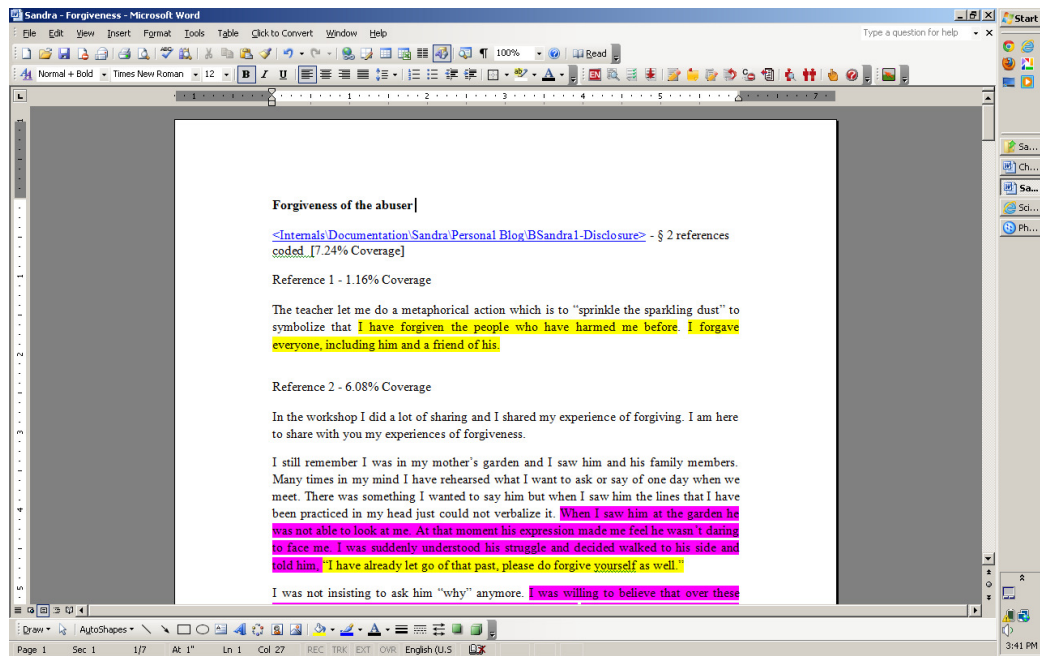 Sandra - Forgiveness - Microsoft Word
Start
File Edit View Insert Format Tools Table Click to Convert Window Help
Type a question for help
100%
Read
Normal + Bold
Times New Roman
12
B I U
1 1 2 3 4 5 7
Forgiveness of the abuser
<Internals\Documentation\Sandra\Personal Blog\BSandra1-Disclosure> - § 2 references
coded [7.24% Coverage]
Reference 1 - 1.16% Coverage
The teacher let me do a metaphorical action which is to “sprinkle the sparkling dust” to
symbolize that I have forgiven the people who have harmed me before. I forgave
everyone, including him and a friend of his.
Reference 2 - 6.08% Coverage
In the workshop I did a lot of sharing and I shared my experience of forgiving. I am here
to share with you my experiences of forgiveness.
I still remember I was in my mother’s garden and I saw him and his family members.
Many times in my mind I have rehearsed what I want to ask or say of one day when we
meet. There was something I wanted to say him but when I saw him the lines that I have
been practiced in my head just could not verbalize it. When I saw him at the garden he
was not able to look at me. At that moment his expression made me feel he wasn’t daring
to face me. I was suddenly understood his struggle and decided walked to his side and
told him, “I have already let go of that past, please do forgive yourself as well.”
I was not insisting to ask him “why” anymore. I was willing to believe that over these
Sa...
Ch...
Sa...
Sci...
Ph...
Draw AutoShapes
Page 1 Sec 1 1/7 At 1" Ln 1 Col 27 REC TRK EXT OVR English (U.S
3:41 PM